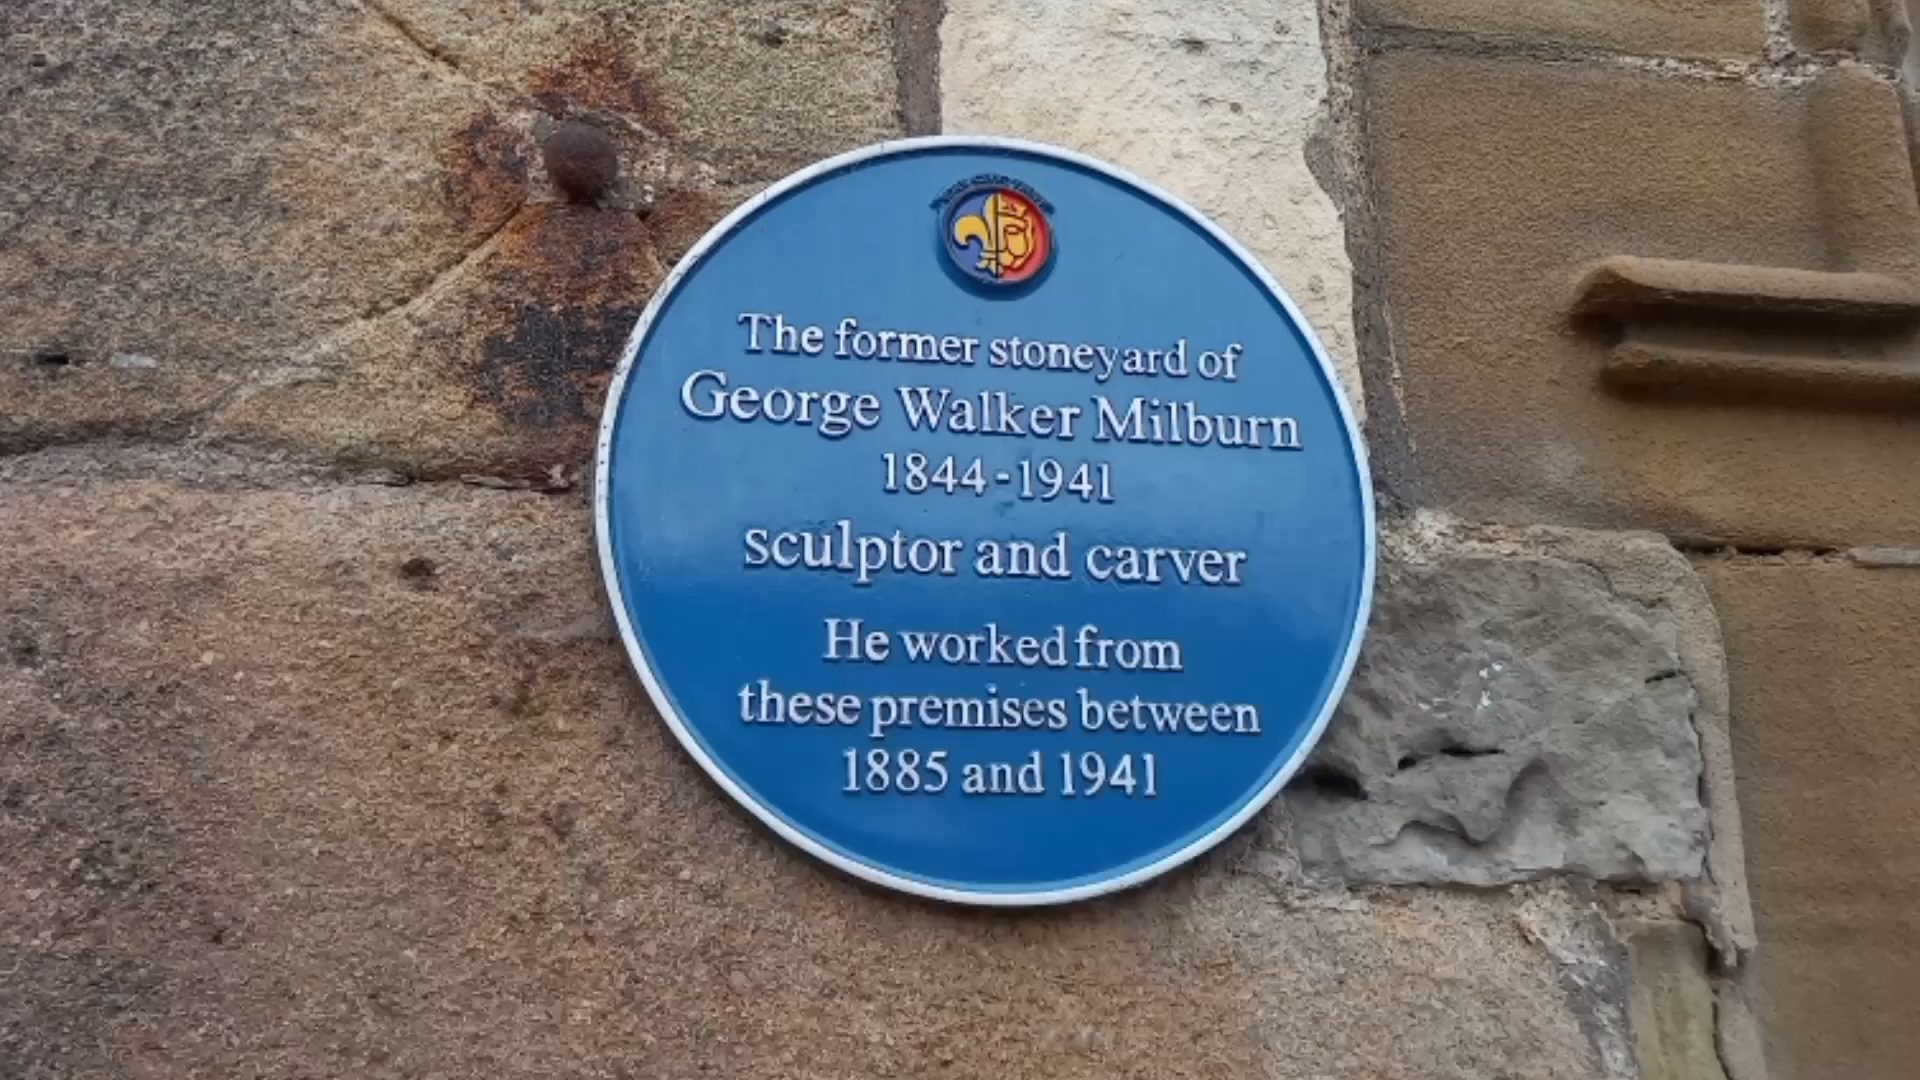 The former stoneyard of
George Walker Milburn
1844-1941
sculptor and carver
He worked from
these premises between
1885 and 1941